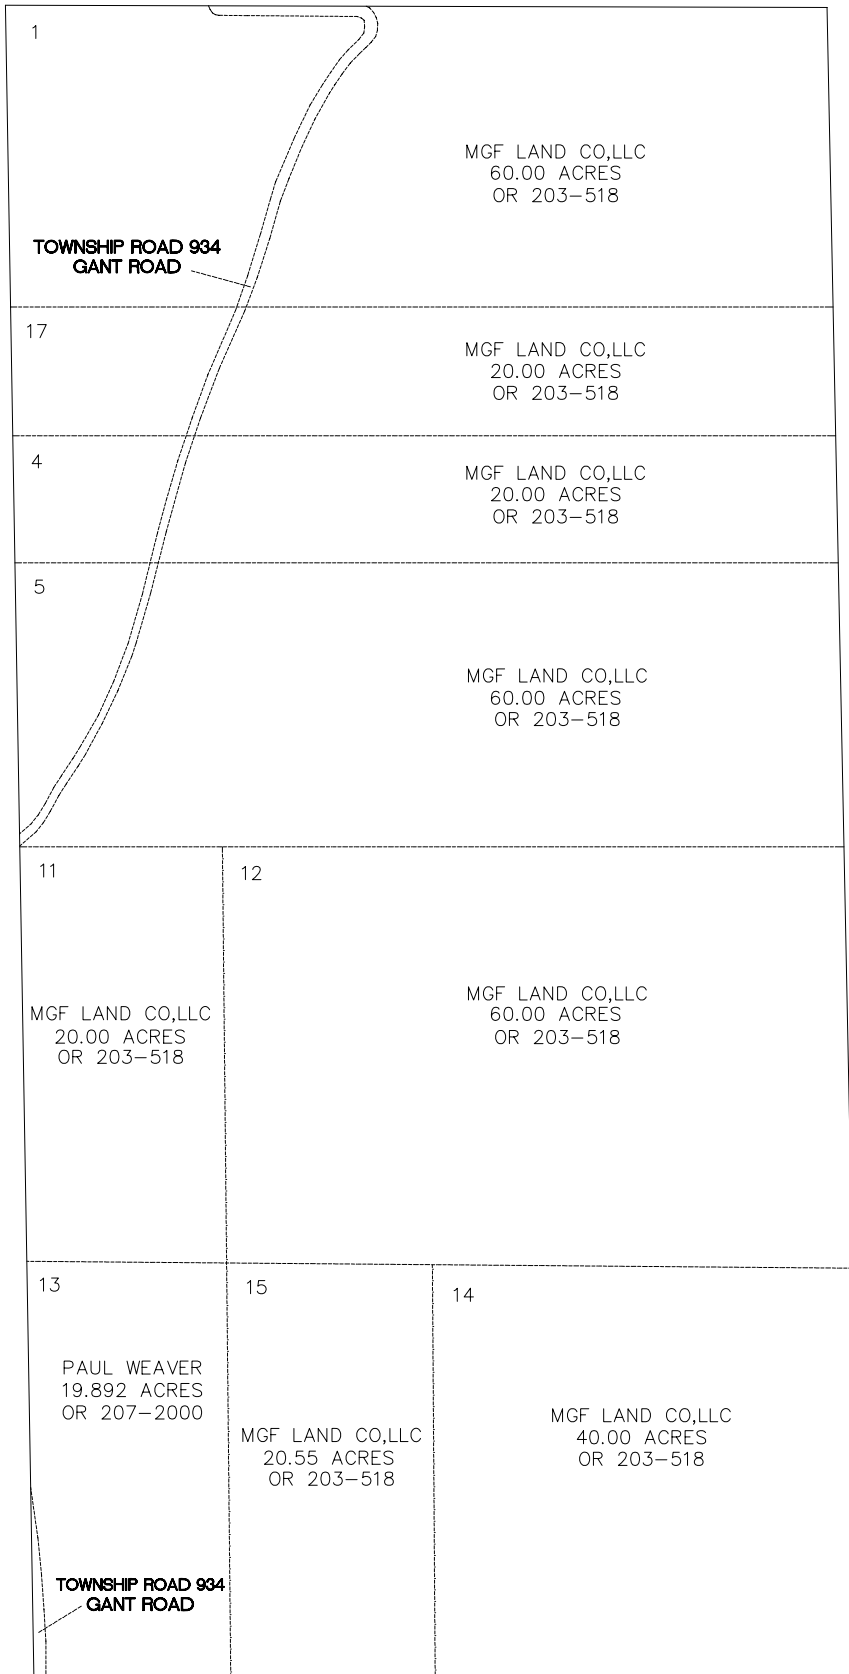 1
MGF LAND CO,LLC
60.00 ACRES
OR 203-518
TOWNSHIP ROAD 934
GANT ROAD
17
MGF LAND CO,LLC
20.00 ACRES
OR 203-518
4
MGF LAND CO,LLC
20.00 ACRES
OR 203-518
5
MGF LAND CO,LLC
60.00 ACRES
OR 203-518
11
MGF LAND CO,LLC
20.00 ACRES
OR 203-518
12
MGF LAND CO,LLC
60.00 ACRES
OR 203-518
13
PAUL WEAVER
19.892 ACRES
OR 207-2000
15
MGF LAND CO,LLC
20.55 ACRES
OR 203-518
14
MGF LAND CO,LLC
40.00 ACRES
OR 203-518
TOWNSHIP ROAD 934
GANT ROAD